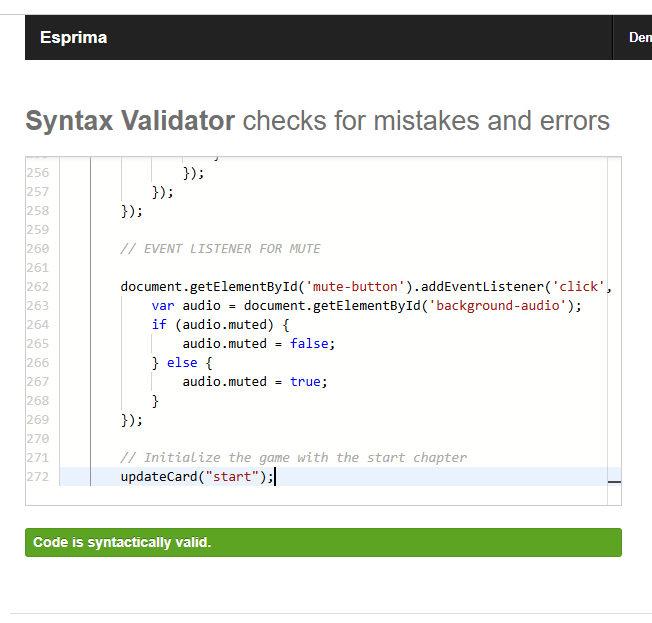 Esprima
Syntax Validator checks for mistakes and errors
256 });
257 });
258 });
259
260 // EVENT LISTENER FOR MUTE
261
262 document.getElementById('mute-button').addEventListener('click',
263 var audio = document.getElementById('background-audio');
264 if (audio.muted) {
265 audio.muted = false;
266 } else {
267 audio.muted = true;
268 }
269 });
270
271 // Initialize the game with the start chapter
272 updateCard("start");
Code is syntactically valid.